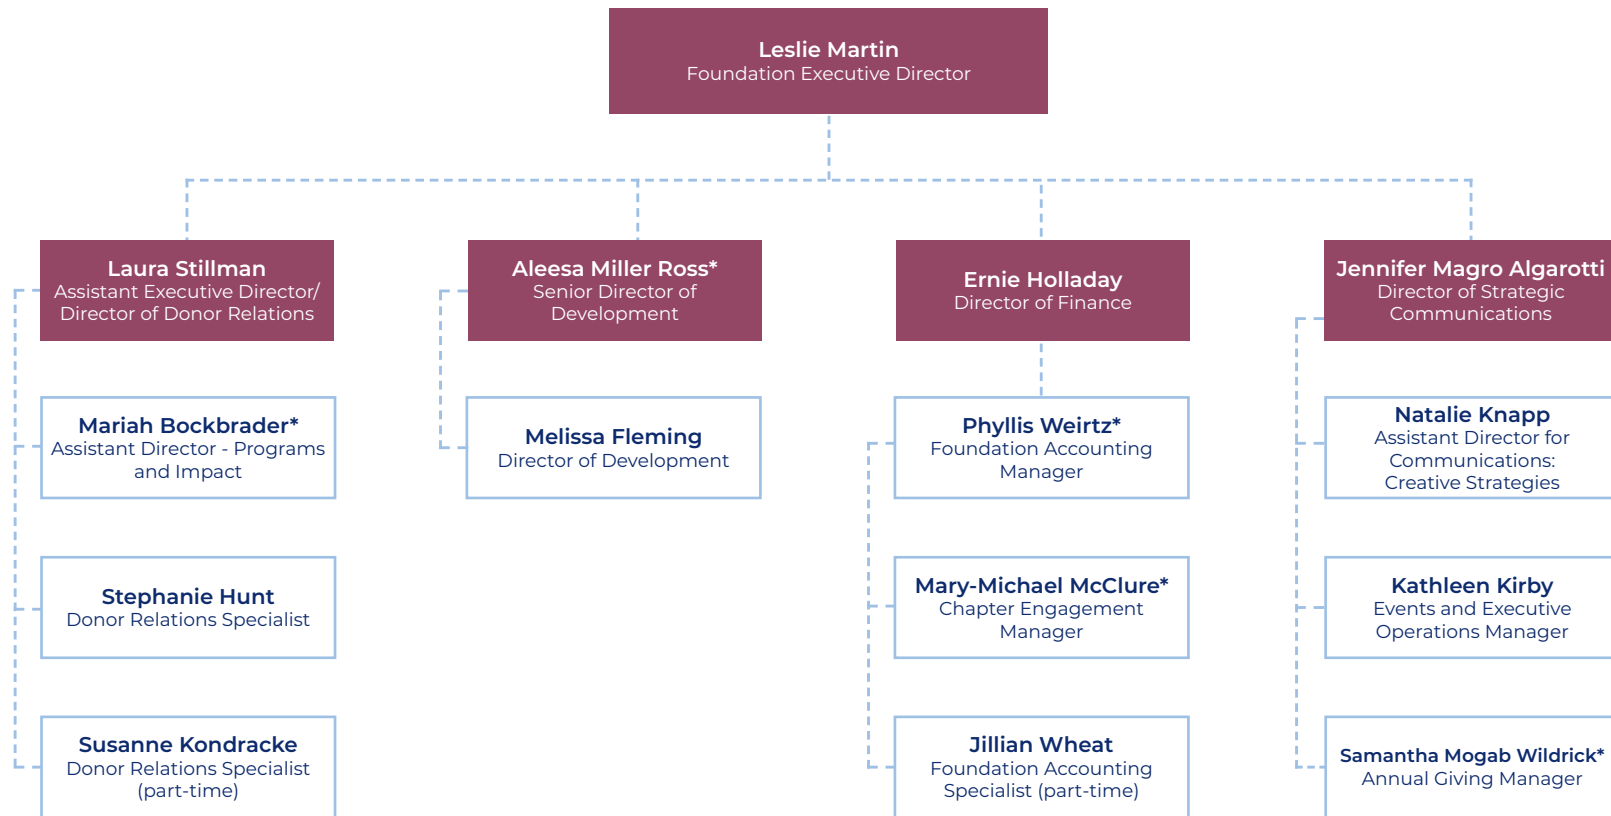 Leslie Martin
Foundation Executive Director
Laura Stillman
Assistant Executive Director/
Director of Donor Relations
Aleesa Miller Ross*
Senior Director of
Development
Ernie Holladay
Director of Finance
Jennifer Magro Algarotti
Director of Strategic
Communications
Mariah Bockbrader*
Assistant Director - Programs
and Impact
Melissa Fleming
Director of Development
Phyllis Weirtz*
Foundation Accounting
Manager
Natalie Knapp
Assistant Director for
Communications:
Creative Strategies
Stephanie Hunt
Donor Relations Specialist
Mary-Michael McClure*
Chapter Engagement
Manager
Kathleen Kirby
Events and Executive
Operations Manager
Susanne Kondracke
Donor Relations Specialist
(part-time)
Jillian Wheat
Foundation Accounting
Specialist (part-time)
Samantha Mogab Wildrick*
Annual Giving Manager